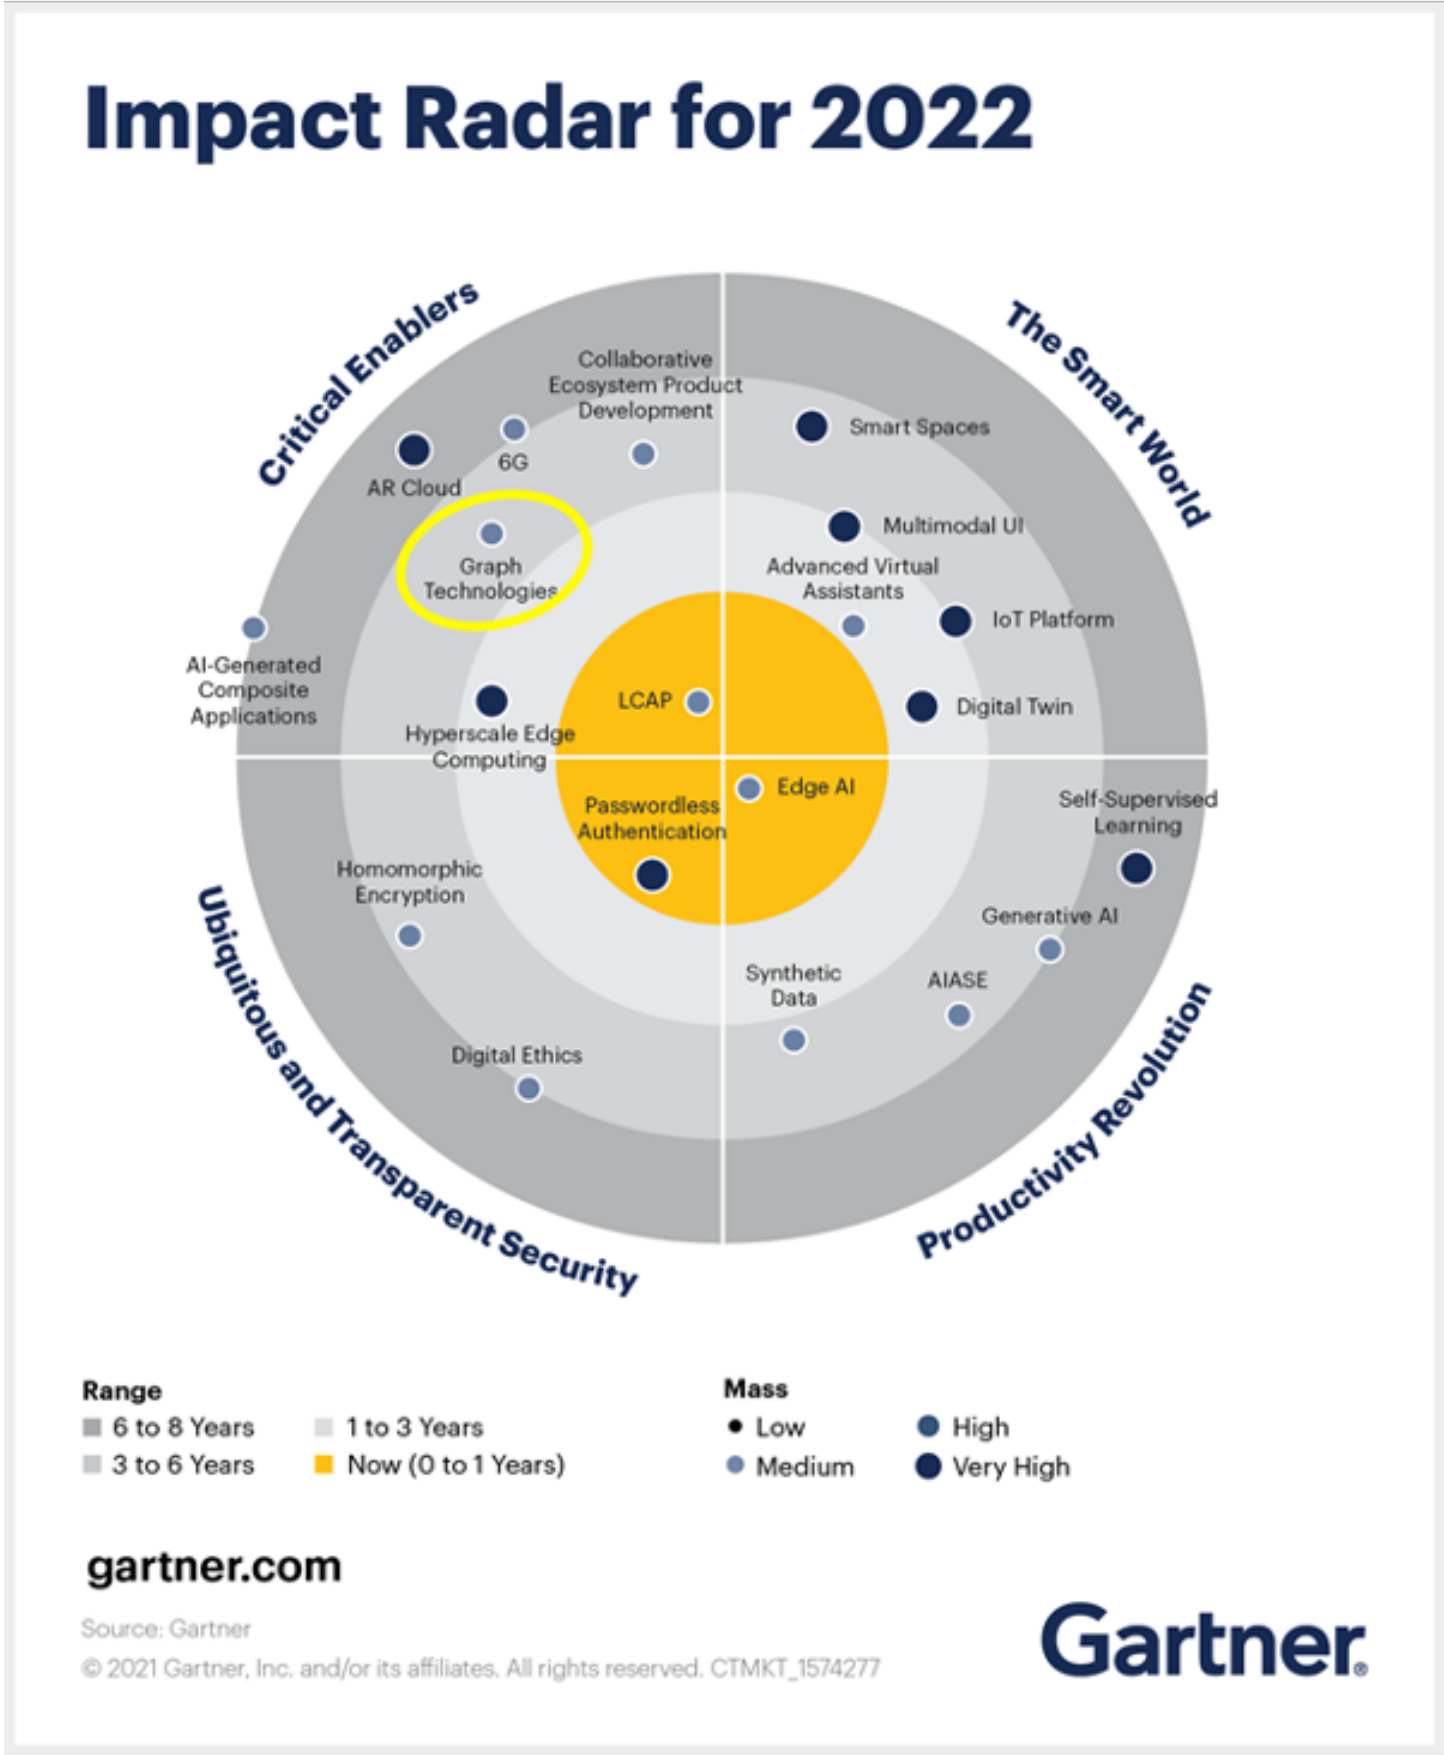 Impact Radar for 2022
Critical Enablers
The Smart World
Collaborative
Ecosystem Product
Development
6G
AR Cloud
Graph
Technologies
AI-Generated
Composite
Applications
Hyperscale Edge
Computing
LCAP
Smart Spaces
Multimodal UI
Advanced Virtual
Assistants
IoT Platform
Digital Twin
Edge AI
Self-Supervised
Learning
Generative AI
AIASE
Synthetic
Data
Passwordless
Authentication
Homomorphic
Encryption
Digital Ethics
Ubiquitous and Transparent Security
Productivity Revolution
Range
6 to 8 Years
1 to 3 Years
3 to 6 Years
Now (0 to 1 Years)
Mass
Low
High
Medium
Very High
gartner.com
Source: Gartner
© 2021 Gartner, Inc. and/or its affiliates. All rights reserved. CTMKT_1574277
Gartner®